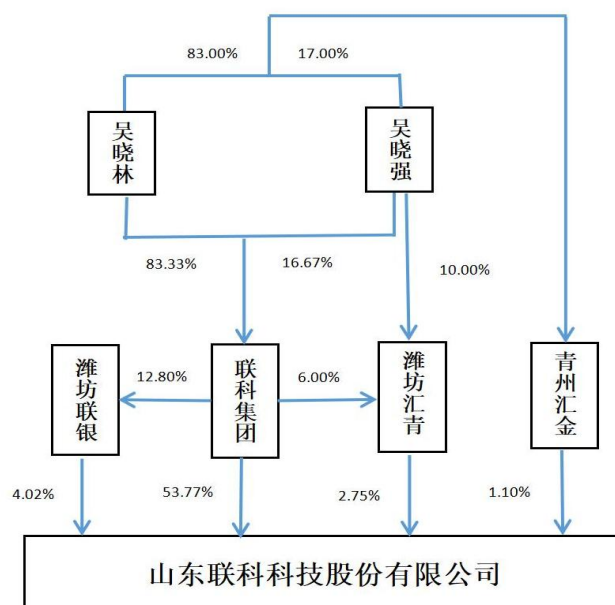 83.00%
17.00%
吴晓林
吴晓强
83.33%
16.67%
10.00%
潍坊联银
12.80%
联科集团
6.00%
潍坊汇青
青州汇金
4.02%
53.77%
2.75%
1.10%
山东联科科技股份有限公司